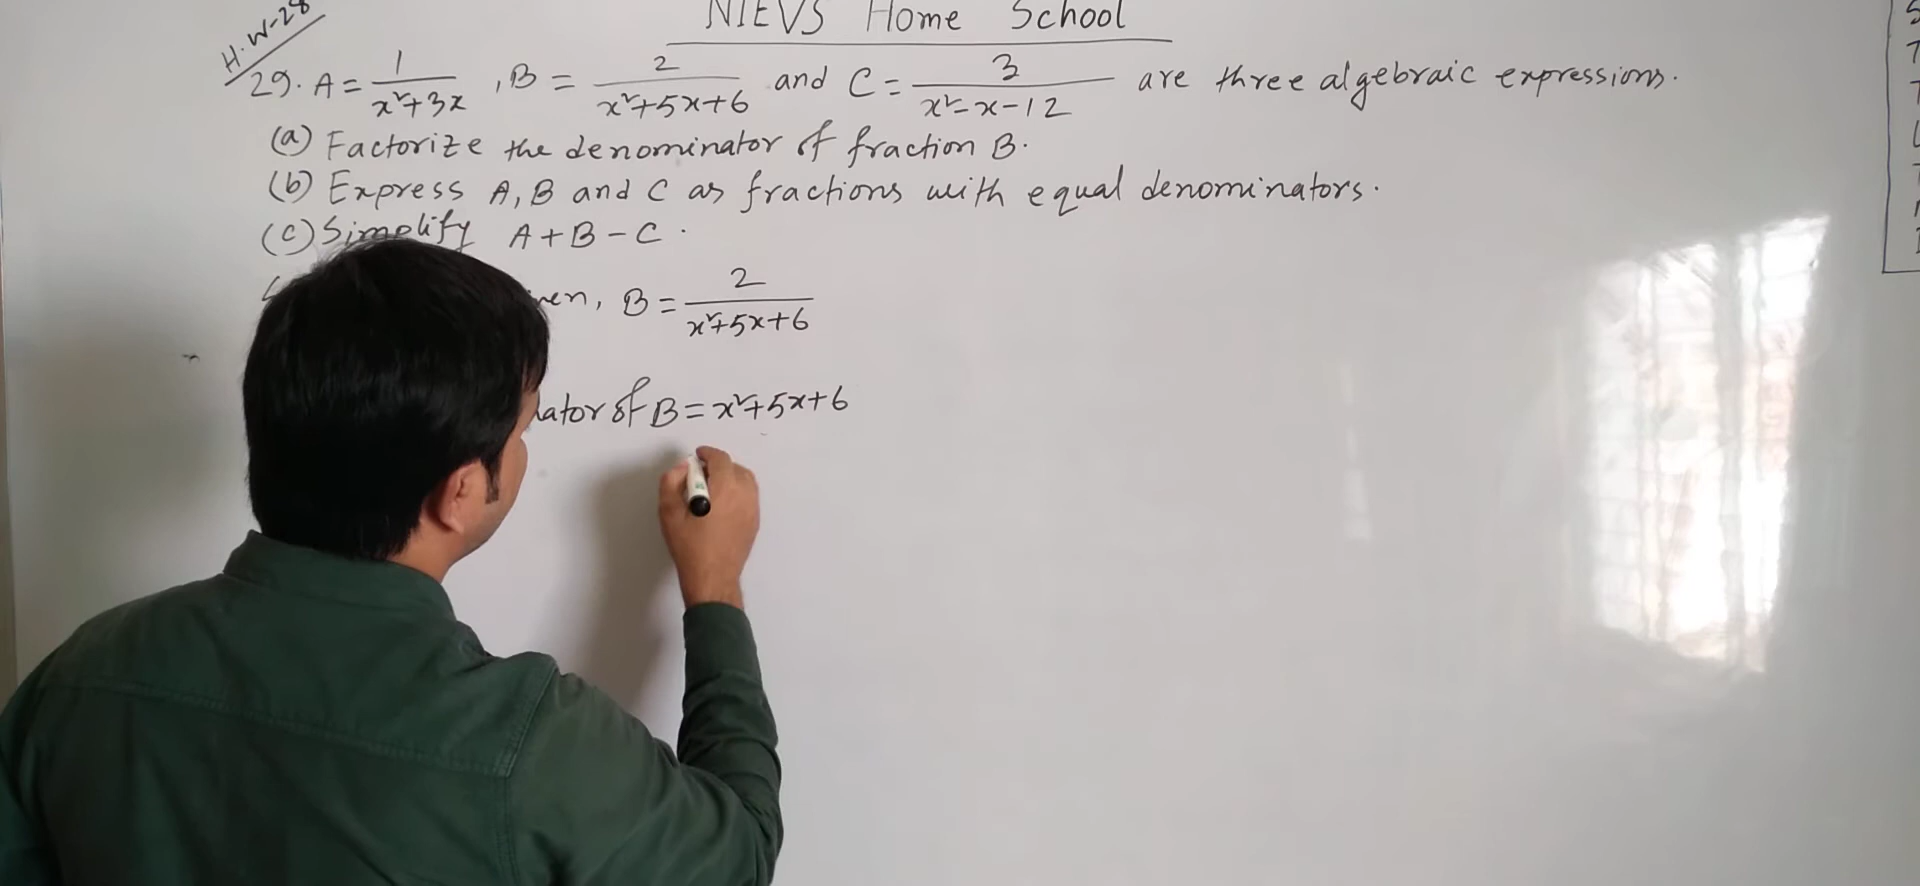 NIEVS Home School
H.W-28
29. A = 1/(x²+3x), B = 2/(x²+5x+6) and C = 3/(x²-x-12) are three algebraic expressions.
(a) Factorize the denominator of fraction B.
(b) Express A, B and C as fractions with equal denominators.
(c) Simplify A+B-C.
B = 2/(x²+5x+6)
of B = x²+5x+6